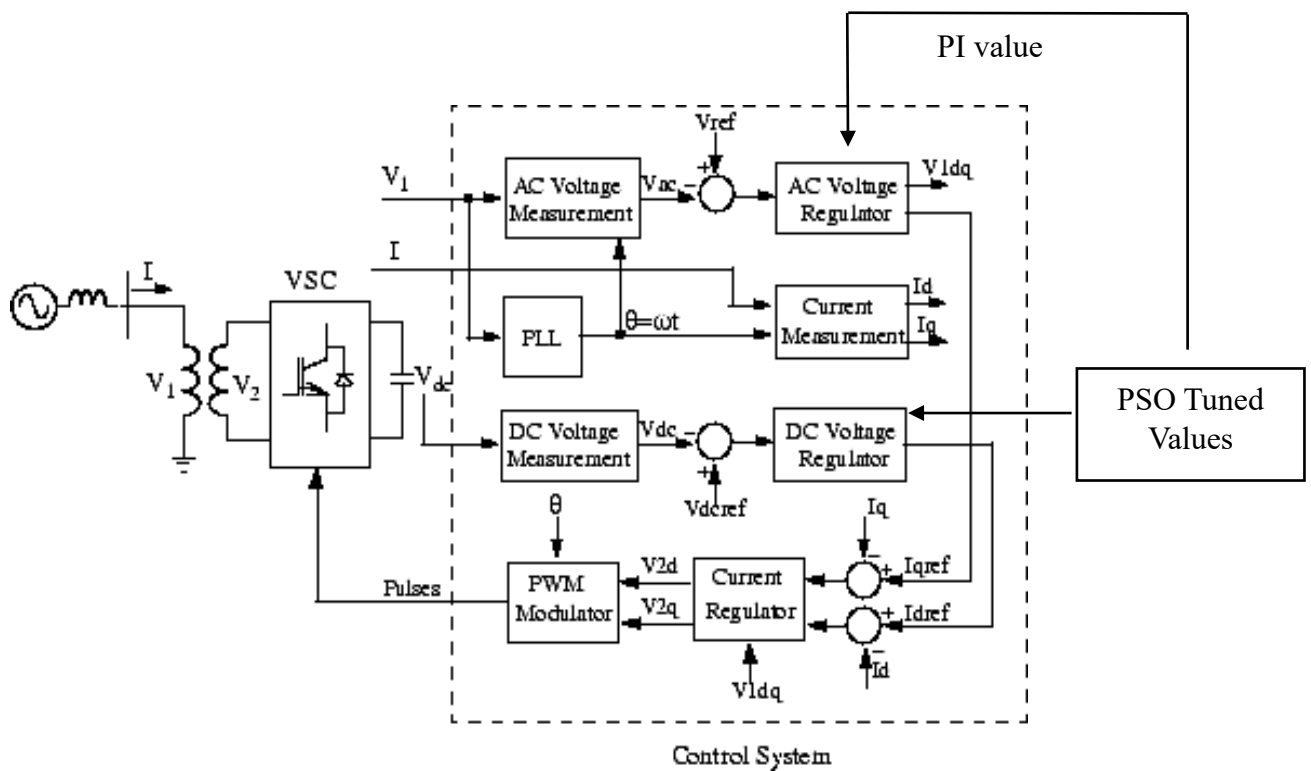 PI value
Vref
+
V1
AC Voltage
Measurement
Vac
−
AC Voltage
Regulator
V1dq
I
I
VSC
PLL
θ=ωt
Current
Measurement
Id
Iq
V1
V2
Vdc
DC Voltage
Measurement
Vdc
−
+
Vdcref
DC Voltage
Regulator
PSO Tuned
Values
θ
Iq
−
+
Iqref
Pulses
PWM
Modulator
V2d
V2q
Current
Regulator
+
Idref
−
Id
V1dq
Control System